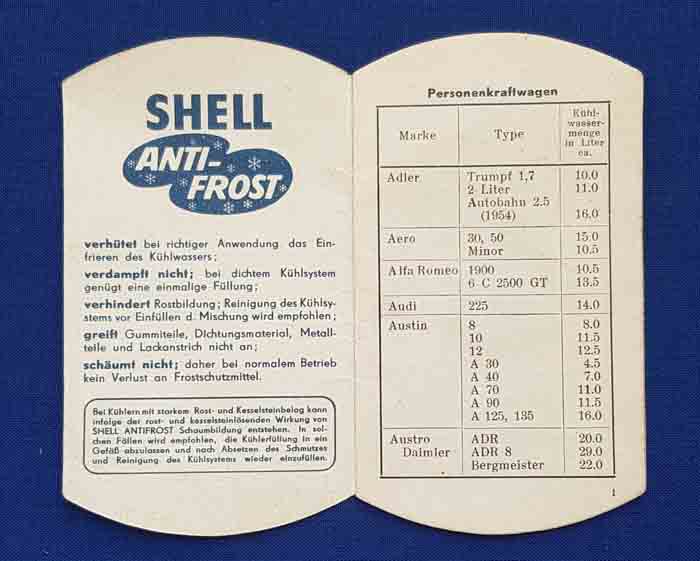 SHELL
ANTI-
FROST
verhütet bei richtiger Anwendung das Ein-
frieren des Kühlwassers;
verdampft nicht; bei dichtem Kühlsystem
genügt eine einmalige Füllung;
verhindert Rostbildung; Reinigung des Kühlsy-
stems vor Einfüllen d. Mischung wird empfohlen;
greift Gummiteile, Dichtungsmaterial, Metall-
teile und Lackanstrich nicht an;
schäumt nicht; daher bei normalem Betrieb
kein Verlust an Frostschutzmittel.
Bei Kühlern mit starkem Rost- und Kesselsteinbelag kann
infolge der rost- und kesselsteinlösenden Wirkung von
SHELL ANTIFROST Schaumbildung entstehen. In sol-
chen Fällen wird empfohlen, die Kühlerfüllung in ein
Gefäß abzulassen und nach Absetzen des Schmutzes
und Reinigung des Kühlsystems wieder einzufüllen.
Personenkraftwagen
Marke Type Kühl-
wasser-
menge
in Liter
ca.
Adler Trumpf 1,7 10.0
2 Liter 11.0
Autobahn 2.5
(1954) 16.0
Aero 30, 50 15.0
Minor 10.5
Alfa Romeo 1900 10.5
6 C 2500 GT 13.5
Audi 225 14.0
Austin 8 8.0
10 11.5
12 12.5
A 30 4.5
A 40 7.0
A 70 11.0
A 90 11.5
A 125, 135 16.0
Austro ADR 20.0
Daimler ADR 8 29.0
Bergmeister 22.0
1